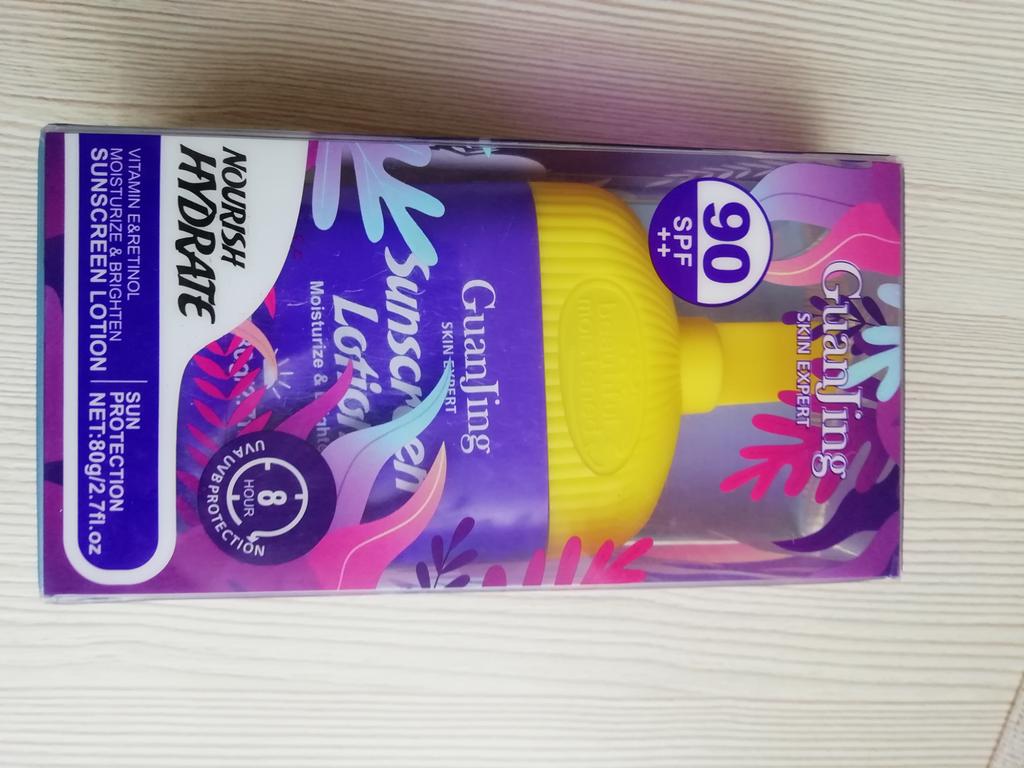 GuanJing
SKIN EXPERT
90
SPF
++
GuanJing
SKIN EXPERT
Sunscreen
Lotion
Moisturize &
8
HOUR
UVA UVB PROTECTION
NOURISH
HYDRATE
VITAMIN E&RETINOL
MOISTURIZE & BRIGHTEN
SUNSCREEN LOTION
SUN
PROTECTION
NET:80g/2.7fl.oz